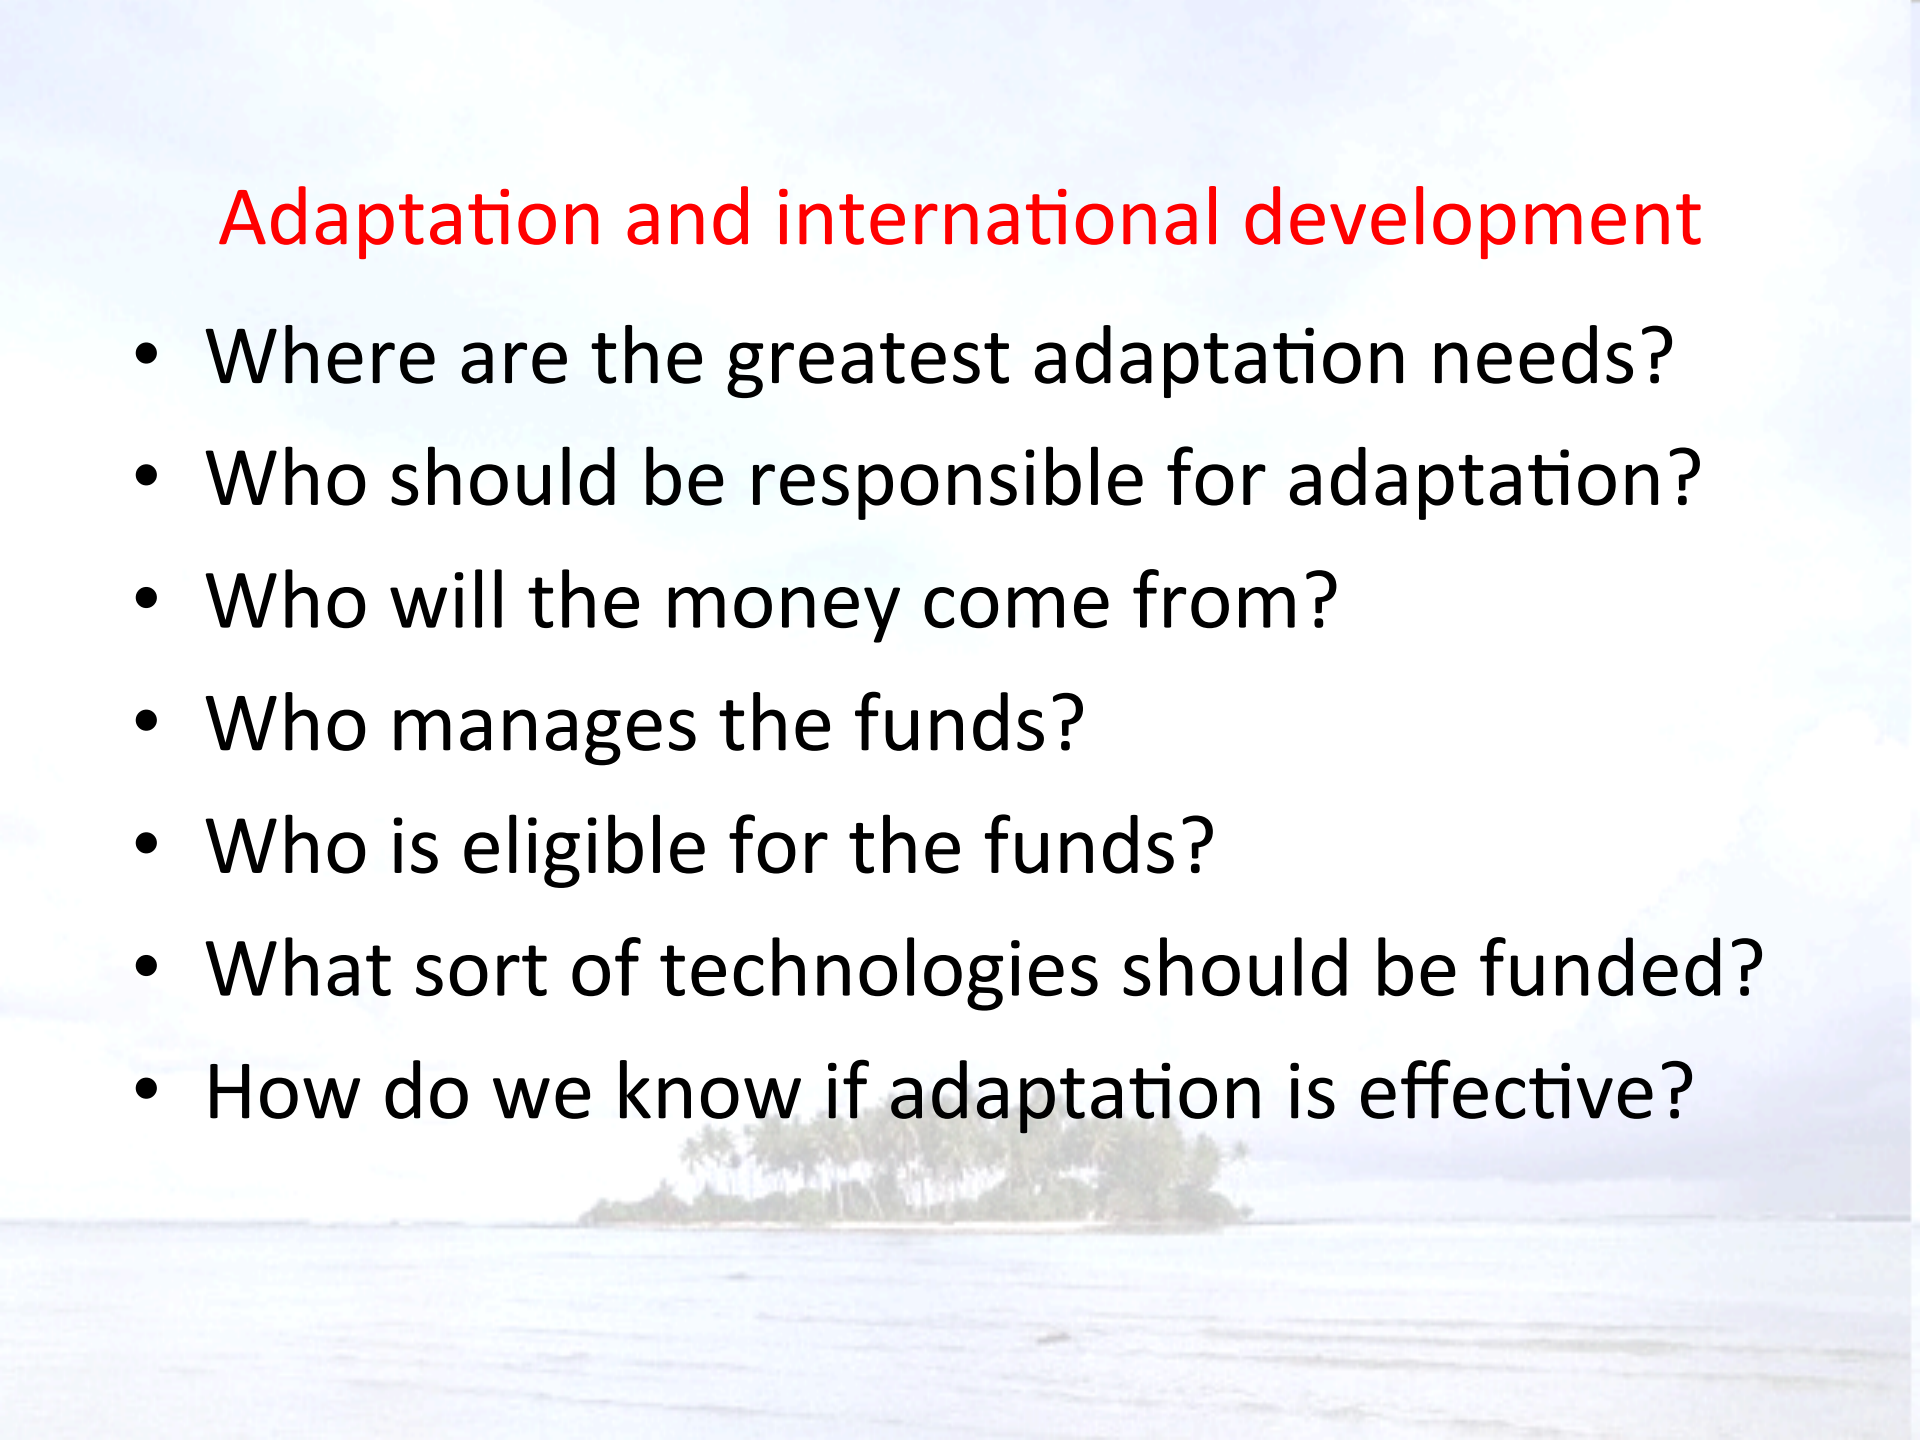 Adaptation and international development
• Where are the greatest adaptation needs?
• Who should be responsible for adaptation?
• Who will the money come from?
• Who manages the funds?
• Who is eligible for the funds?
• What sort of technologies should be funded?
• How do we know if adaptation is effective?